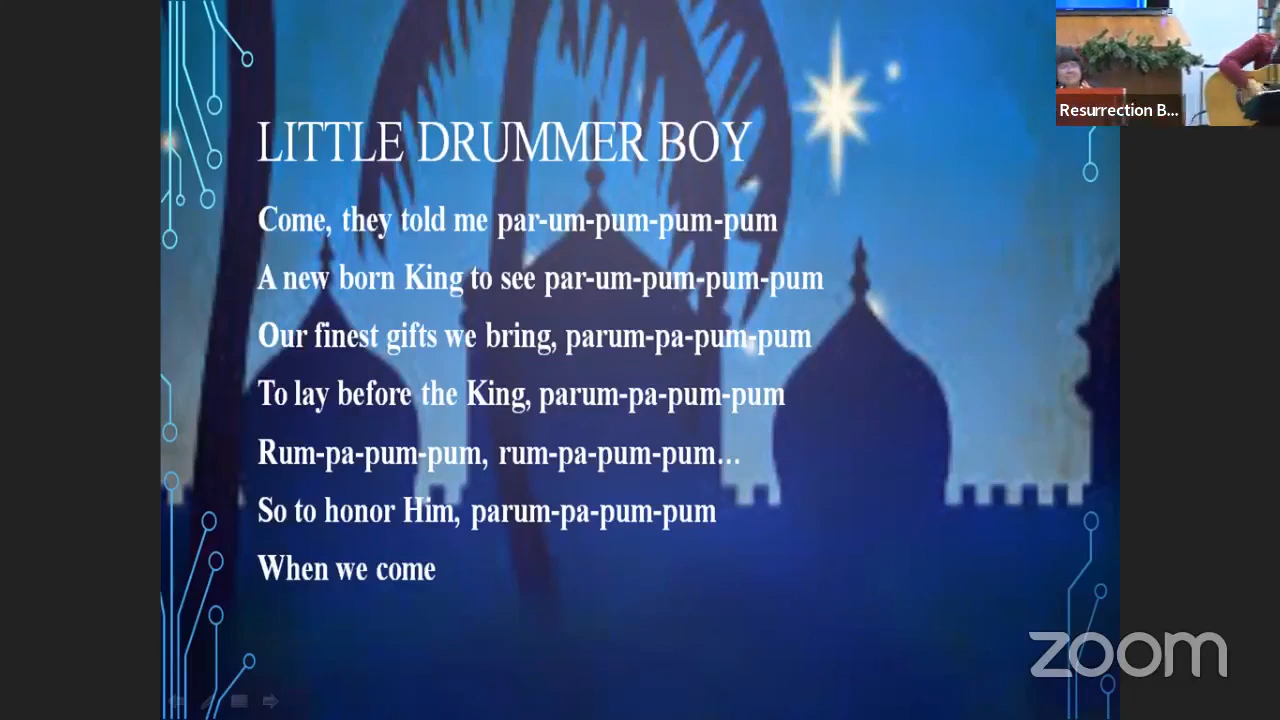 Resurrection B...
LITTLE DRUMMER BOY
Come, they told me par-um-pum-pum-pum
A new born King to see par-um-pum-pum-pum
Our finest gifts we bring, parum-pa-pum-pum
To lay before the King, parum-pa-pum-pum
Rum-pa-pum-pum, rum-pa-pum-pum...
So to honor Him, parum-pa-pum-pum
When we come
zoom